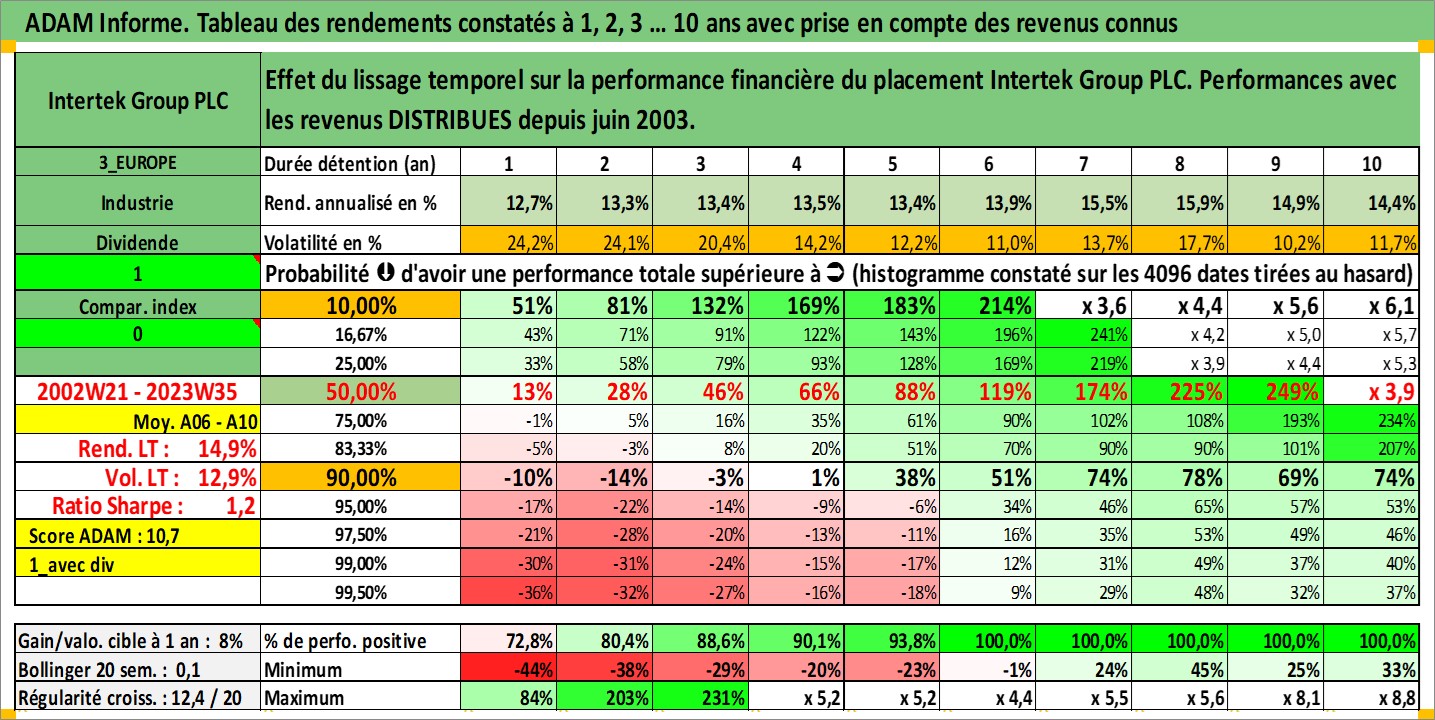 ADAM Informe. Tableau des rendements constatés à 1, 2, 3 ... 10 ans avec prise en compte des revenus connus
Intertek Group PLC
Effet du lissage temporel sur la performance financière du placement Intertek Group PLC. Performances avec
les revenus DISTRIBUES depuis juin 2003.
3_EUROPE Durée détention (an) 1 2 3 4 5 6 7 8 9 10
Industrie Rend. annualisé en % 12,7% 13,3% 13,4% 13,5% 13,4% 13,9% 15,5% 15,9% 14,9% 14,4%
Dividende Volatilité en % 24,2% 24,1% 20,4% 14,2% 12,2% 11,0% 13,7% 17,7% 10,2% 11,7%
1 Probabilité ⬇ d'avoir une performance totale supérieure à ➲ (histogramme constaté sur les 4096 dates tirées au hasard)
Compar. index 10,00% 51% 81% 132% 169% 183% 214% x 3,6 x 4,4 x 5,6 x 6,1
0 16,67% 43% 71% 91% 122% 143% 196% 241% x 4,2 x 5,0 x 5,7
25,00% 33% 58% 79% 93% 128% 169% 219% x 3,9 x 4,4 x 5,3
2002W21 - 2023W35 50,00% 13% 28% 46% 66% 88% 119% 174% 225% 249% x 3,9
Moy. A06 - A10 75,00% -1% 5% 16% 35% 61% 90% 102% 108% 193% 234%
Rend. LT : 14,9% 83,33% -5% -3% 8% 20% 51% 70% 90% 90% 101% 207%
Vol. LT : 12,9% 90,00% -10% -14% -3% 1% 38% 51% 74% 78% 69% 74%
Ratio Sharpe : 1,2 95,00% -17% -22% -14% -9% -6% 34% 46% 65% 57% 53%
Score ADAM : 10,7 97,50% -21% -28% -20% -13% -11% 16% 35% 53% 49% 46%
1_avec div 99,00% -30% -31% -24% -15% -17% 12% 31% 49% 37% 40%
99,50% -36% -32% -27% -16% -18% 9% 29% 48% 32% 37%
Gain/valo. cible à 1 an : 8% % de perfo. positive 72,8% 80,4% 88,6% 90,1% 93,8% 100,0% 100,0% 100,0% 100,0% 100,0%
Bollinger 20 sem. : 0,1 Minimum -44% -38% -29% -20% -23% -1% 24% 45% 25% 33%
Régularité croiss. : 12,4 / 20 Maximum 84% 203% 231% x 5,2 x 5,2 x 4,4 x 5,5 x 5,6 x 8,1 x 8,8